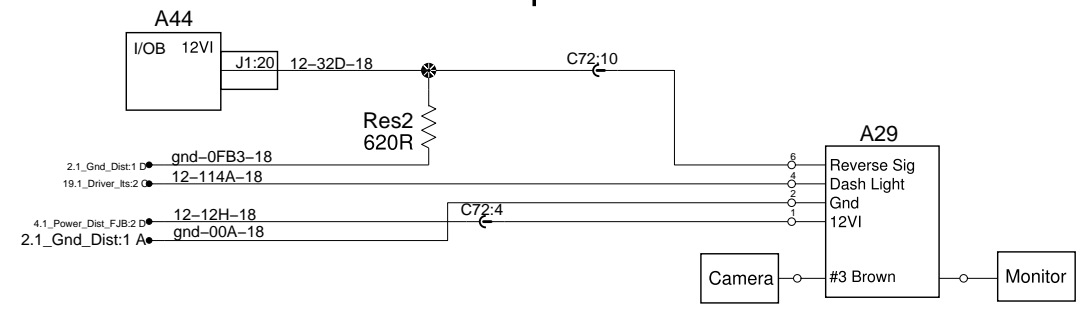 A44
I/OB 12VI
J1:20
12-32D-18
C72:10
Res2
620R
A29
2.1_Gnd_Dist:1 D
gnd-0FB3-18
6
Reverse Sig
19.1_Driver_lts:2 C
12-114A-18
4
Dash Light
2
Gnd
4.1_Power_Dist_FJB:2 D
12-12H-18
C72:4
1
12VI
2.1_Gnd_Dist:1 A
gnd-00A-18
Camera
#3 Brown
Monitor